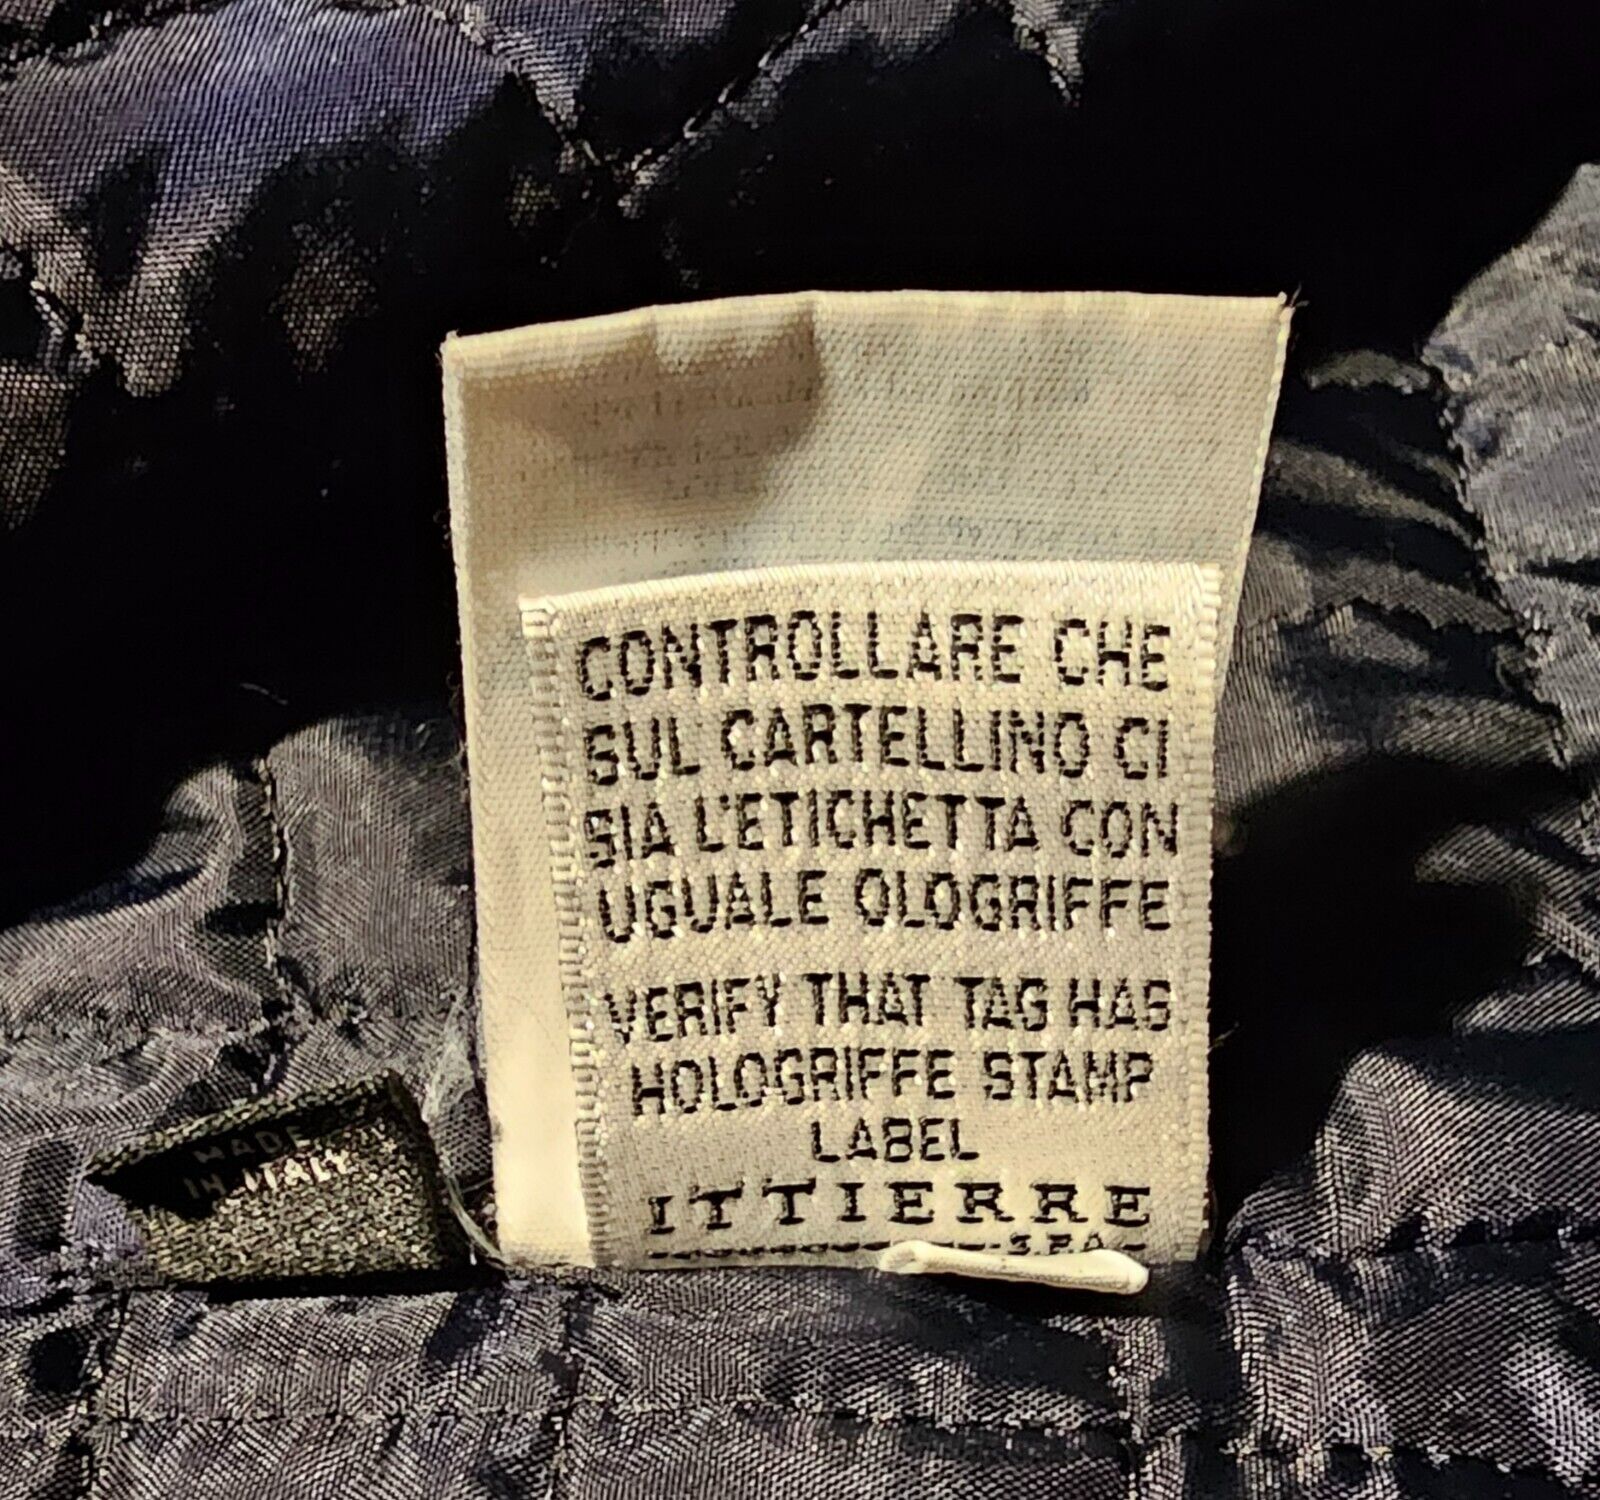 CONTROLLARE CHE
SUL CARTELLINO CI
SIA L'ETICHETTA CON
UGUALE OLOGRIFFE
VERIFY THAT TAG HAS
HOLOGRIFFE STAMP
LABEL
ITTIERRE
S.P.A.
MADE
IN ITALY